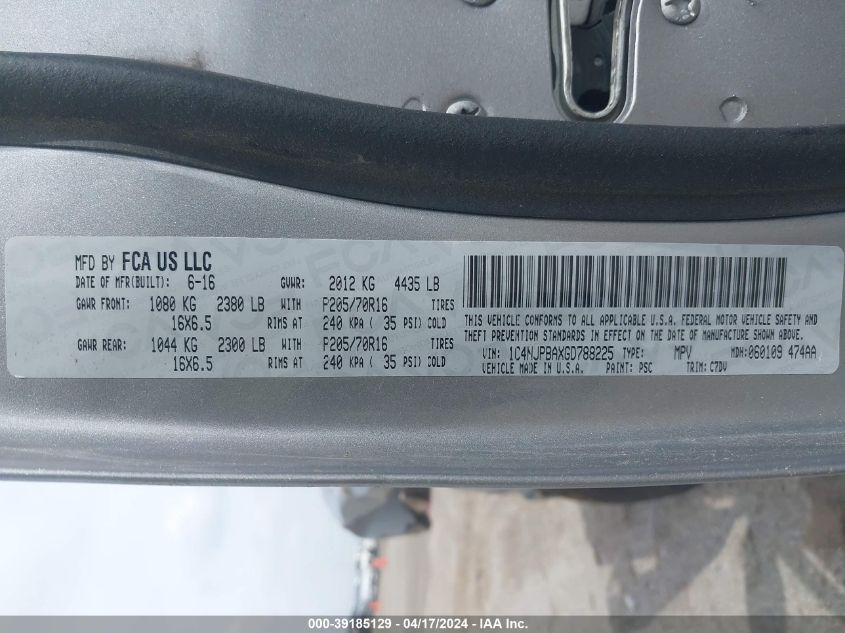 MFD BY FCA US LLC
DATE OF MFR(BUILT): 6-16 GVWR: 2012 KG 4435 LB
GAWR FRONT: 1080 KG 2380 LB WITH P205/70R16 TIRES
16X6.5 RIMS AT 240 KPA ( 35 PSI) COLD
GAWR REAR: 1044 KG 2300 LB WITH P205/70R16 TIRES
16X6.5 RIMS AT 240 KPA ( 35 PSI) COLD
THIS VEHICLE CONFORMS TO ALL APPLICABLE U.S.A. FEDERAL MOTOR VEHICLE SAFETY AND
THEFT PREVENTION STANDARDS IN EFFECT ON THE DATE OF MANUFACTURE SHOWN ABOVE.
VIN: 1C4NJPBAXGD788225 TYPE: MPV MDH:060109 474AA
VEHICLE MADE IN U.S.A. PAINT: PSC TRIM: C7DV
000-39185129 - 04/17/2024 - IAA Inc.